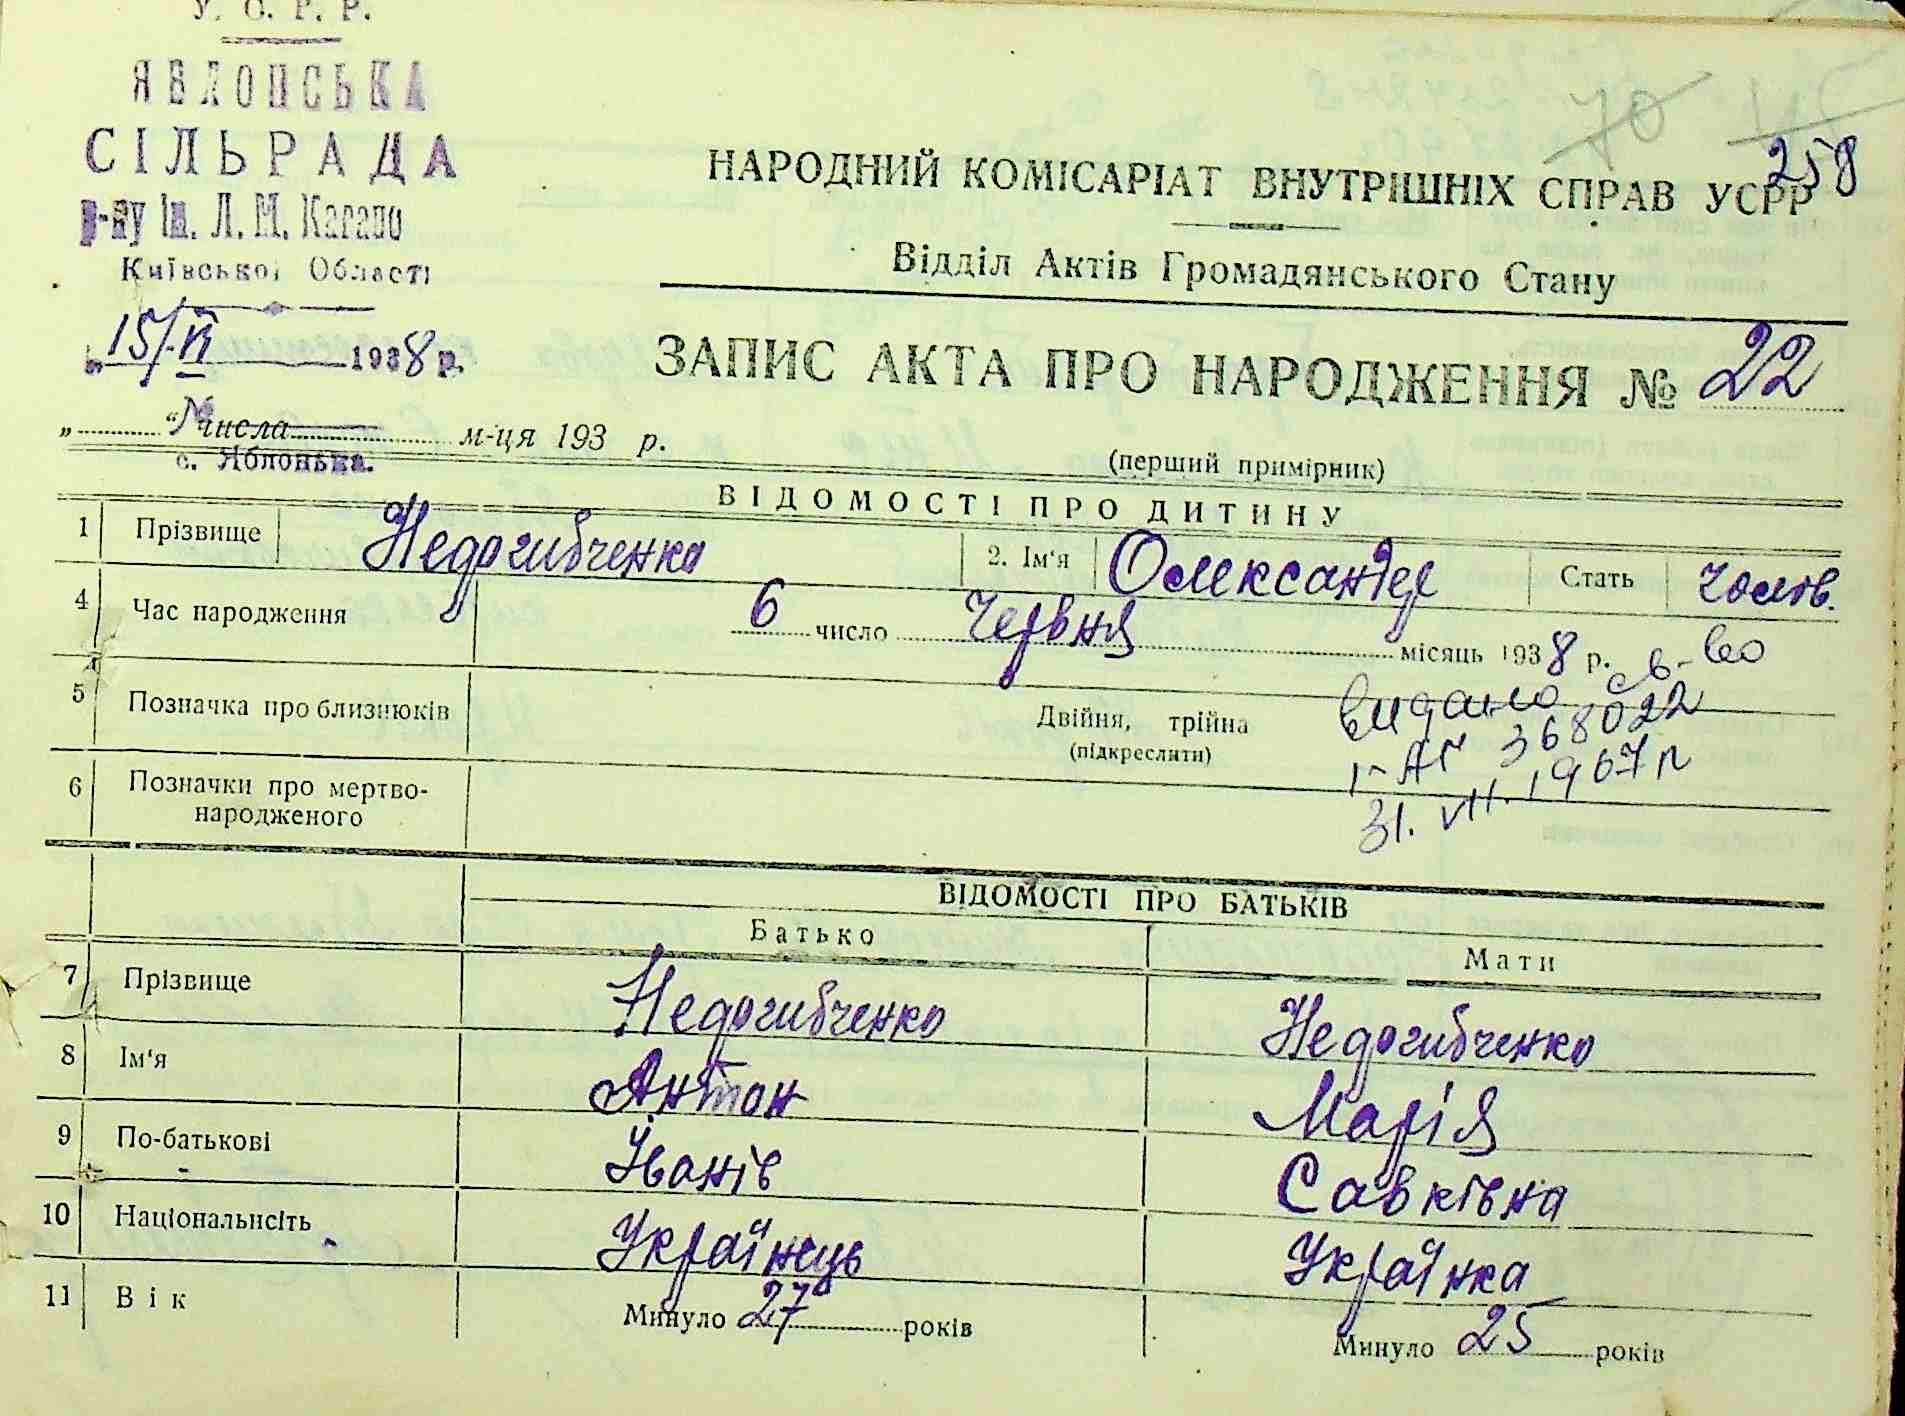 У. С. Р. Р.
ЯБЛОНСЬКА
СІЛЬРАДА
р-ну ім. Л. М. Кагано
Київської Області
„15/VI 1938 р.
№
с. Яблонька.
258
70
НАРОДНИЙ КОМІСАРІАТ ВНУТРІШНІХ СПРАВ УСРР
Відділ Актів Громадянського Стану
ЗАПИС АКТА ПРО НАРОДЖЕННЯ № 22
„ “ числа м-ця 193 р.
(перший примірник)
ВІДОМОСТІ ПРО ДИТИНУ
1 Прізвище Недогибченко 2. Ім‘я Олександр Стать чолов.
4 Час народження 6 число Червня місяць 1938 р.
5 Позначка про близнюків Двійня, трійна
(підкреслити)
видано св-во
I-АГ 368022
31. VII. 1967 р
6 Позначки про мертво-
народженого
ВІДОМОСТІ ПРО БАТЬКІВ
Батько Мати
7 Прізвище Недогибченко Недогибченко
8 Ім‘я Антон Марія
9 По-батькові Іванів Савківна
10 Національність Українець Українка
11 Вік Минуло 27 років Минуло 25 років